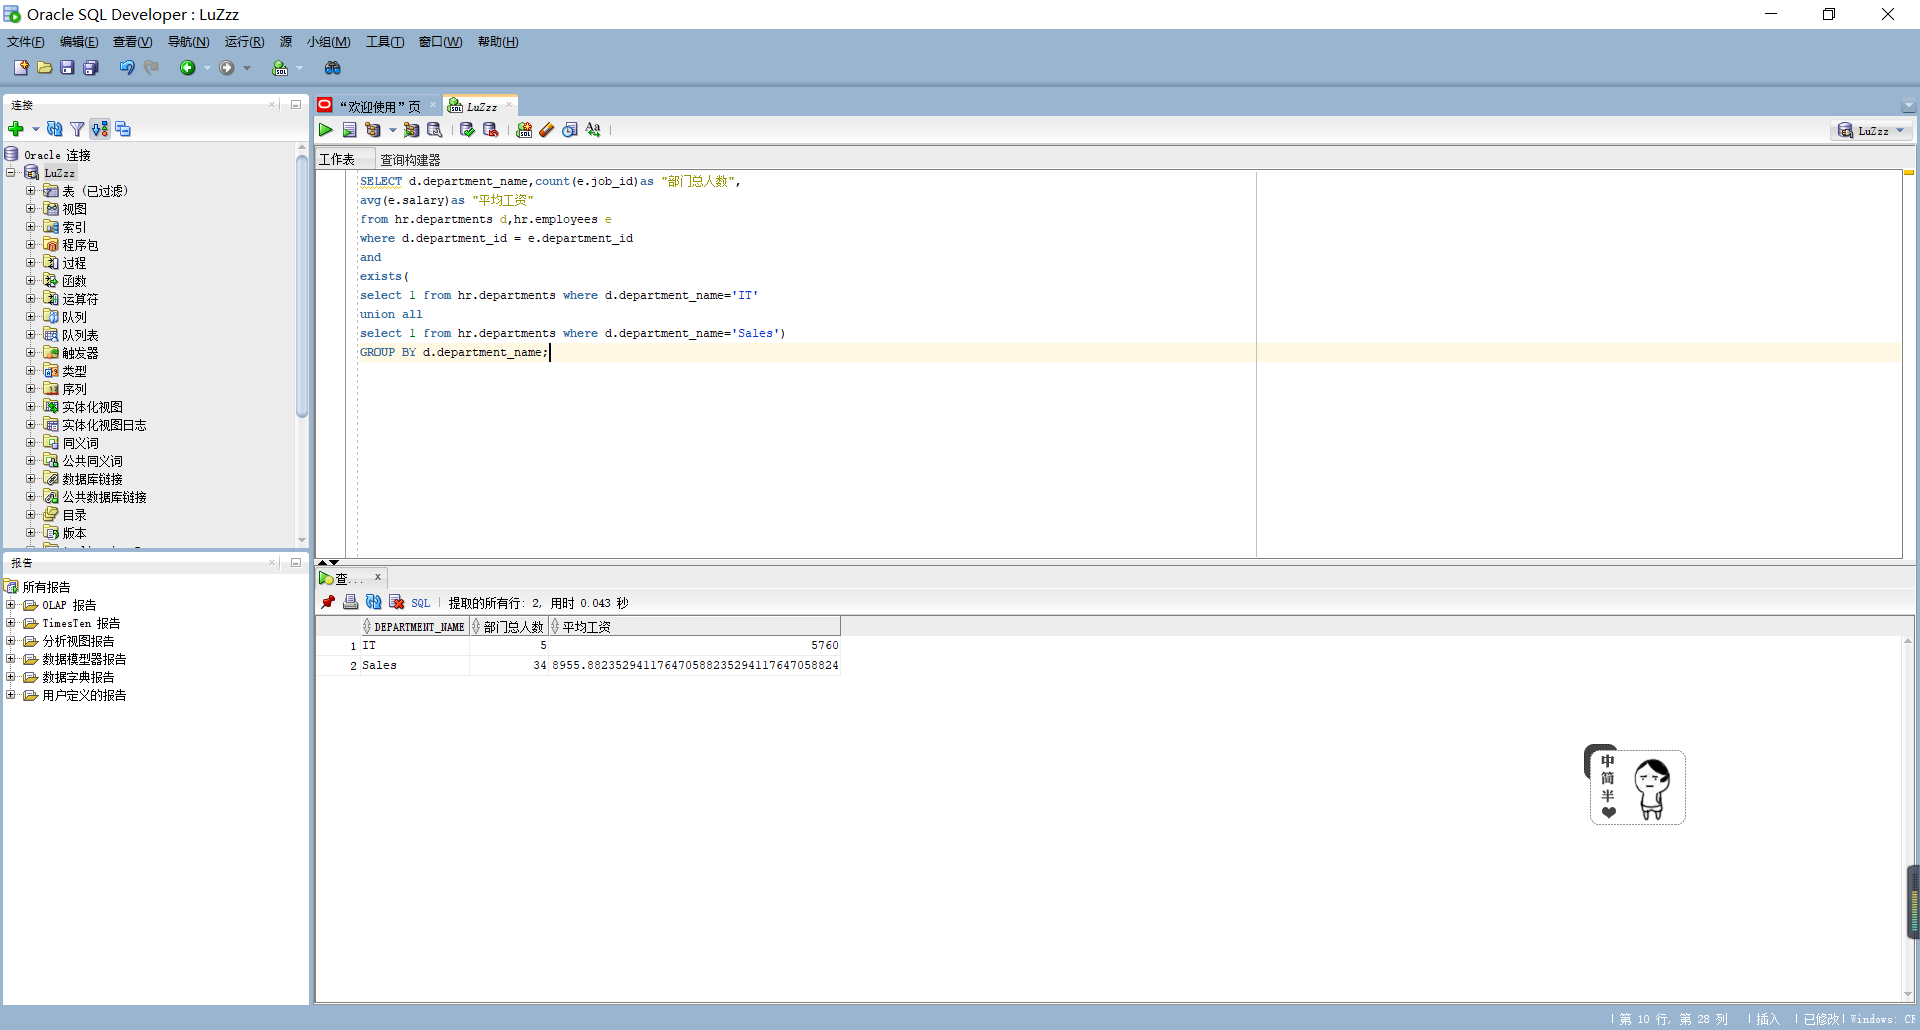 Oracle SQL Developer : LuZzz
文件(F) 编辑(E) 查看(V) 导航(N) 运行(R) 源 小组(M) 工具(T) 窗口(W) 帮助(H)
连接
Oracle 连接
LuZzz
表 (已过滤)
视图
索引
程序包
过程
函数
运算符
队列
队列表
触发器
类型
序列
实体化视图
实体化视图日志
同义词
公共同义词
数据库链接
公共数据库链接
目录
版本
报告
所有报告
OLAP 报告
TimesTen 报告
分析视图报告
数据模型器报告
数据字典报告
用户定义的报告
“欢迎使用”页 LuZzz
LuZzz
工作表 查询构建器
SELECT d.department_name,count(e.job_id)as "部门总人数",
avg(e.salary)as "平均工资"
from hr.departments d,hr.employees e
where d.department_id = e.department_id
and
exists(
select 1 from hr.departments where d.department_name='IT'
union all
select 1 from hr.departments where d.department_name='Sales')
GROUP BY d.department_name;
查...
SQL 提取的所有行: 2, 用时 0.043 秒
DEPARTMENT_NAME 部门总人数 平均工资
1 IT 5 5760
2 Sales 34 8955.88235294117647058823529411764705882​4
中
简
半
第 10 行, 第 28 列 插入 已修改 Windows: CF